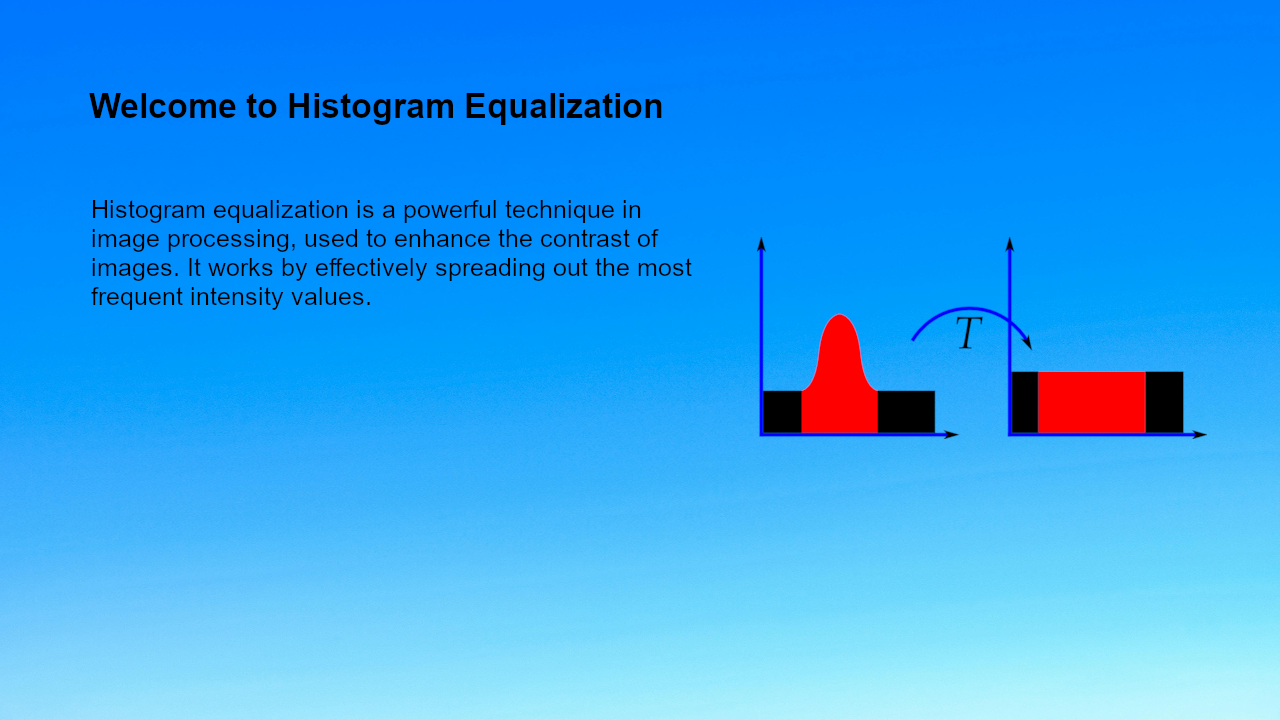 Welcome to Histogram Equalization
Histogram equalization is a powerful technique in
image processing, used to enhance the contrast of
images. It works by effectively spreading out the most
frequent intensity values.
T